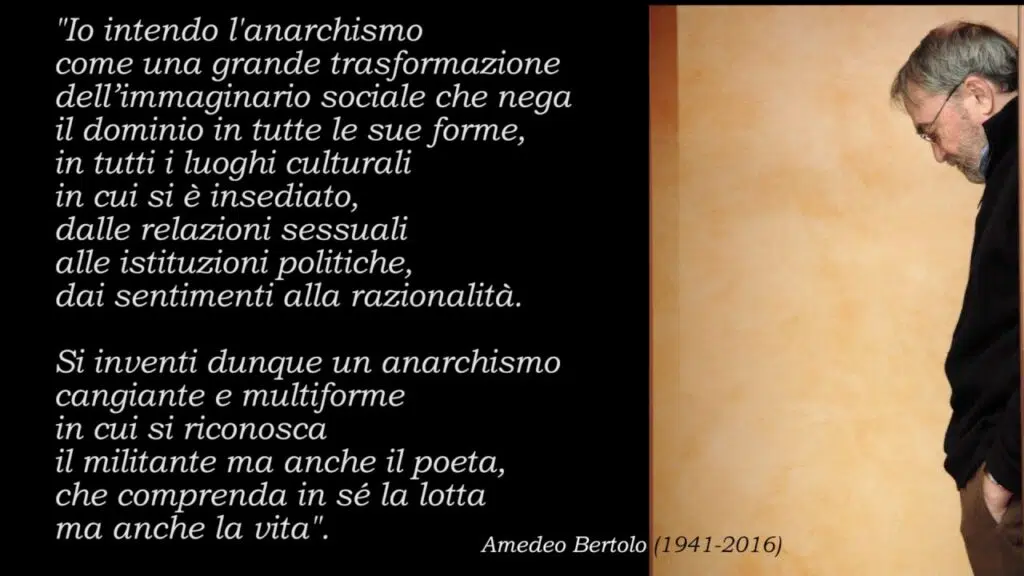 "Io intendo l'anarchismo
come una grande trasformazione
dell’immaginario sociale che nega
il dominio in tutte le sue forme,
in tutti i luoghi culturali
in cui si è insediato,
dalle relazioni sessuali
alle istituzioni politiche,
dai sentimenti alla razionalità.
Si inventi dunque un anarchismo
cangiante e multiforme
in cui si riconosca
il militante ma anche il poeta,
che comprenda in sé la lotta
ma anche la vita".
Amedeo Bertolo (1941-2016)